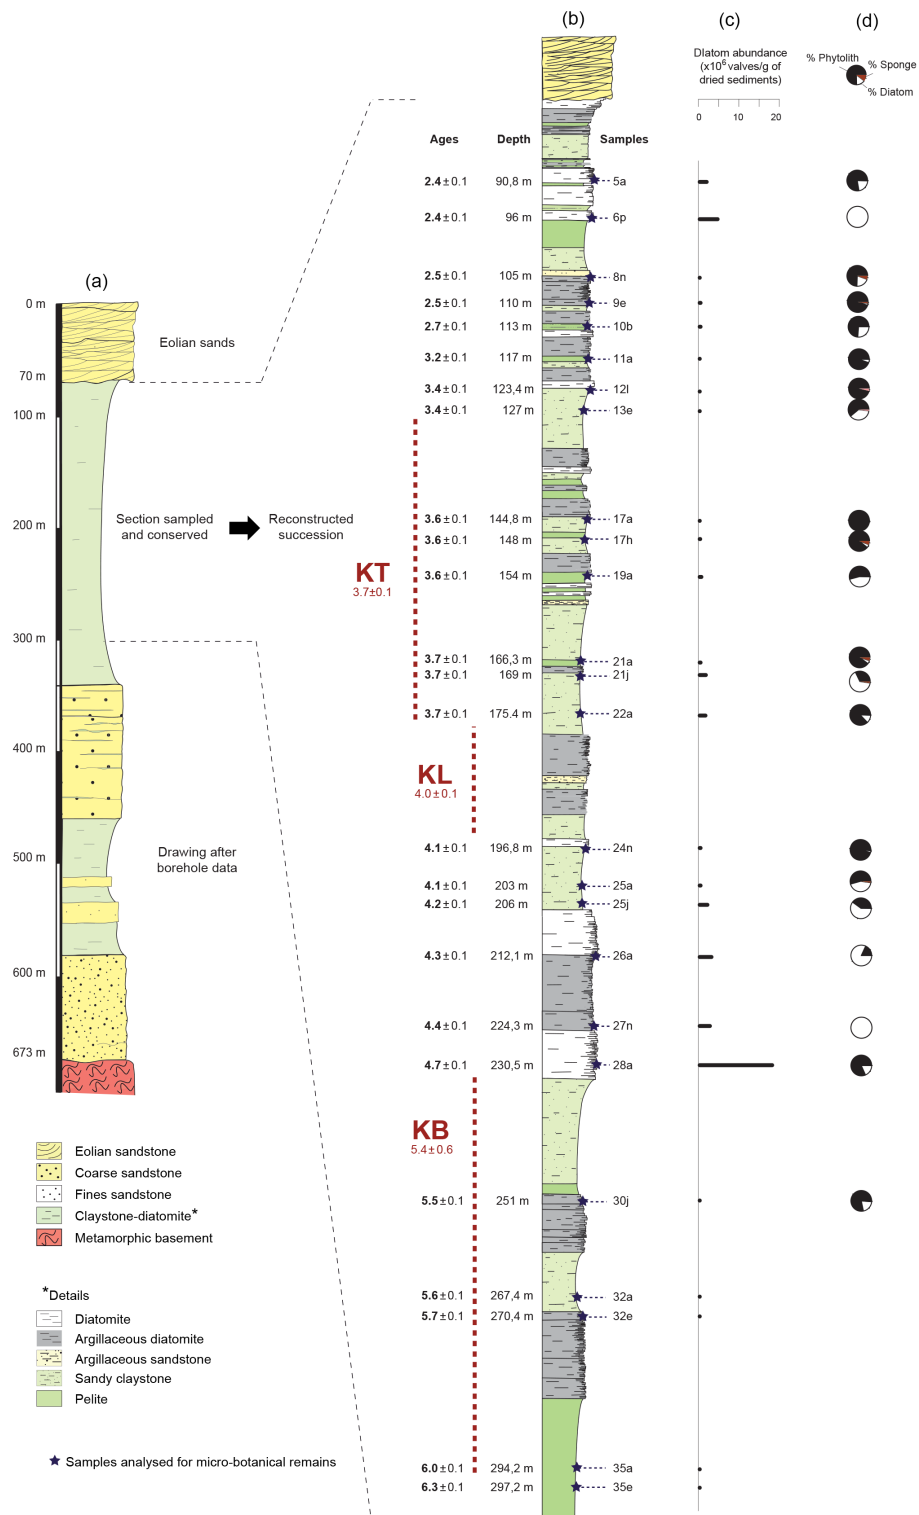 (a)
0 m
70 m
100 m
200 m
300 m
400 m
500 m
600 m
673 m
Eolian sands
Section sampled
and conserved
Reconstructed
succession
Drawing after
borehole data
Eolian sandstone
Coarse sandstone
Fines sandstone
Claystone-diatomite*
Metamorphic basement
*Details
Diatomite
Argillaceous diatomite
Argillaceous sandstone
Sandy claystone
Pelite
Samples analysed for micro-botanical remains
KT
3.7±0.1
KL
4.0±0.1
KB
5.4±0.6
(b)
Ages Depth Samples
2.4±0.1 90,8 m 5a
2.4±0.1 96 m 6p
2.5±0.1 105 m 8n
2.5±0.1 110 m 9e
2.7±0.1 113 m 10b
3.2±0.1 117 m 11a
3.4±0.1 123,4 m 12l
3.4±0.1 127 m 13e
3.6±0.1 144,8 m 17a
3.6±0.1 148 m 17h
3.6±0.1 154 m 19a
3.7±0.1 166,3 m 21a
3.7±0.1 169 m 21j
3.7±0.1 175.4 m 22a
4.1±0.1 196,8 m 24n
4.1±0.1 203 m 25a
4.2±0.1 206 m 25j
4.3±0.1 212,1 m 26a
4.4±0.1 224,3 m 27n
4.7±0.1 230,5 m 28a
5.5±0.1 251 m 30j
5.6±0.1 267,4 m 32a
5.7±0.1 270,4 m 32e
6.0±0.1 294,2 m 35a
6.3±0.1 297,2 m 35e
(c)
DIatom abundance
(x10⁶ valves/g of
dried sediments)
0 10 20
(d)
% Phytolith
% Sponge
% Diatom